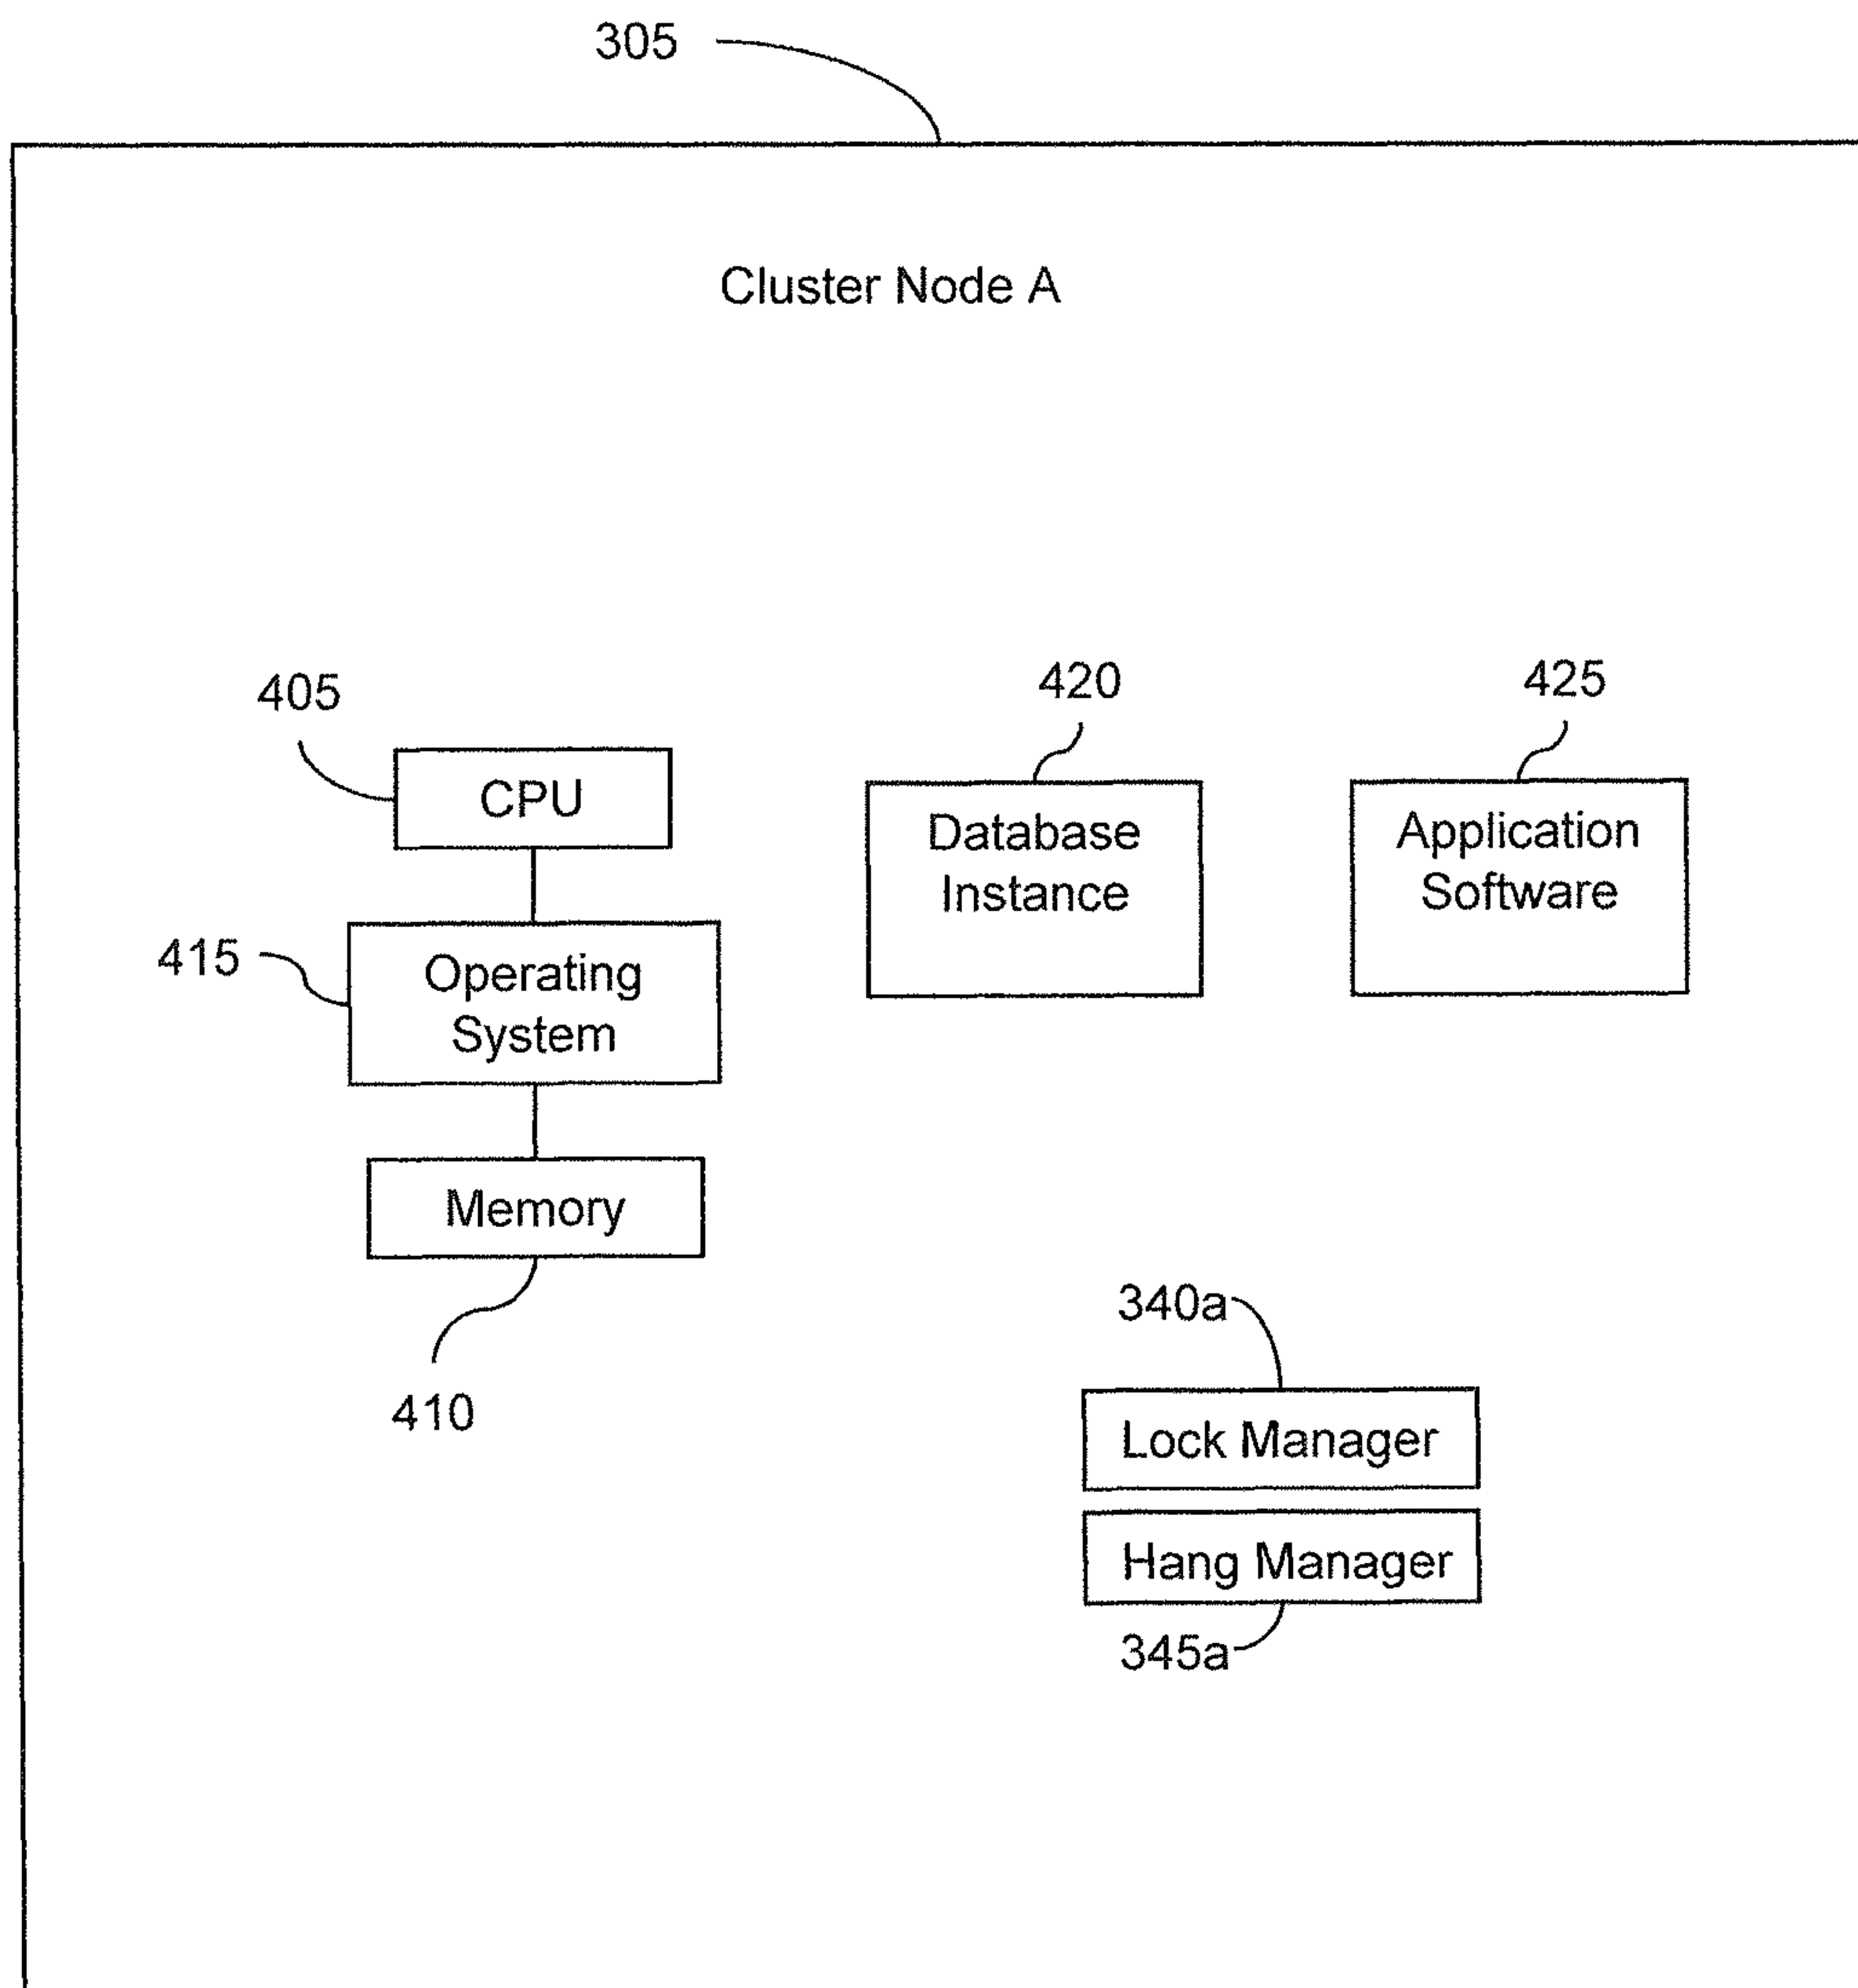 305
Cluster Node A
405
420
425
CPU
Database
Instance
Application
Software
415
Operating
System
Memory
410
340a
Lock Manager
Hang Manager
345a